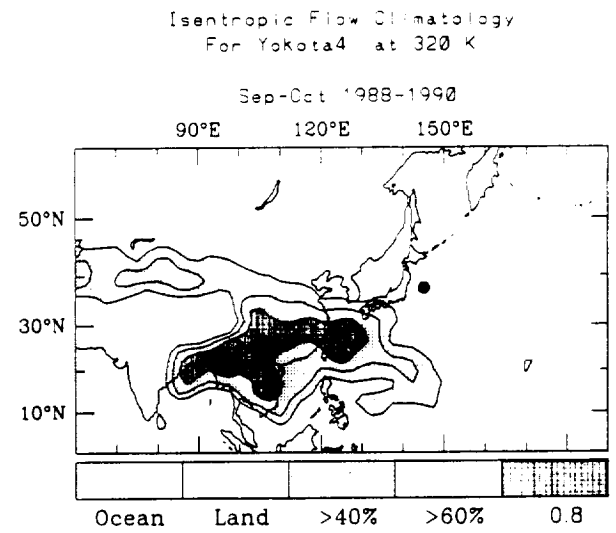 Isentropic Flow Climatology
For Yokota4 at 320 K
Sep-Oct 1988-1990
90°E 120°E 150°E
50°N
30°N
10°N
Ocean Land >40% >60% 0.8